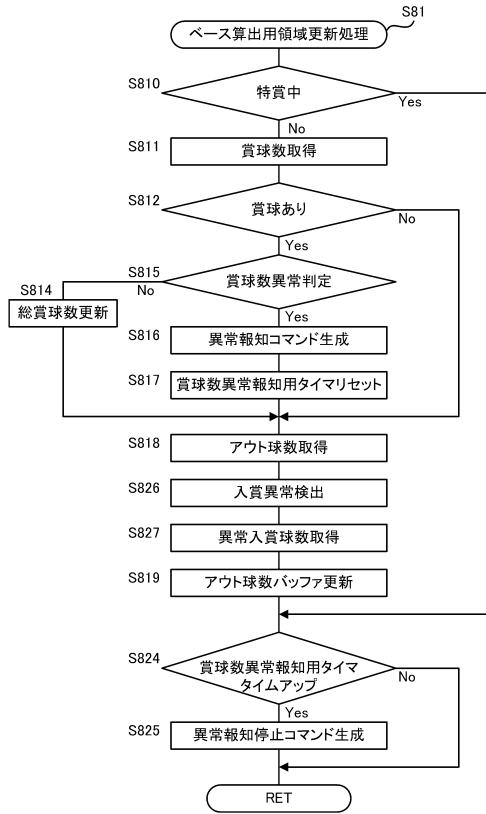 S81
ベース算出用領域更新処理
S810
特賞中
Yes
No
S811
賞球数取得
S812
賞球あり
No
Yes
S815
賞球数異常判定
No
S814
総賞球数更新
Yes
S816
異常報知コマンド生成
S817
賞球数異常報知用タイマリセット
S818
アウト球数取得
S826
入賞異常検出
S827
異常入賞球数取得
S819
アウト球数バッファ更新
S824
賞球数異常報知用タイマ
タイムアップ
No
Yes
S825
異常報知停止コマンド生成
RET